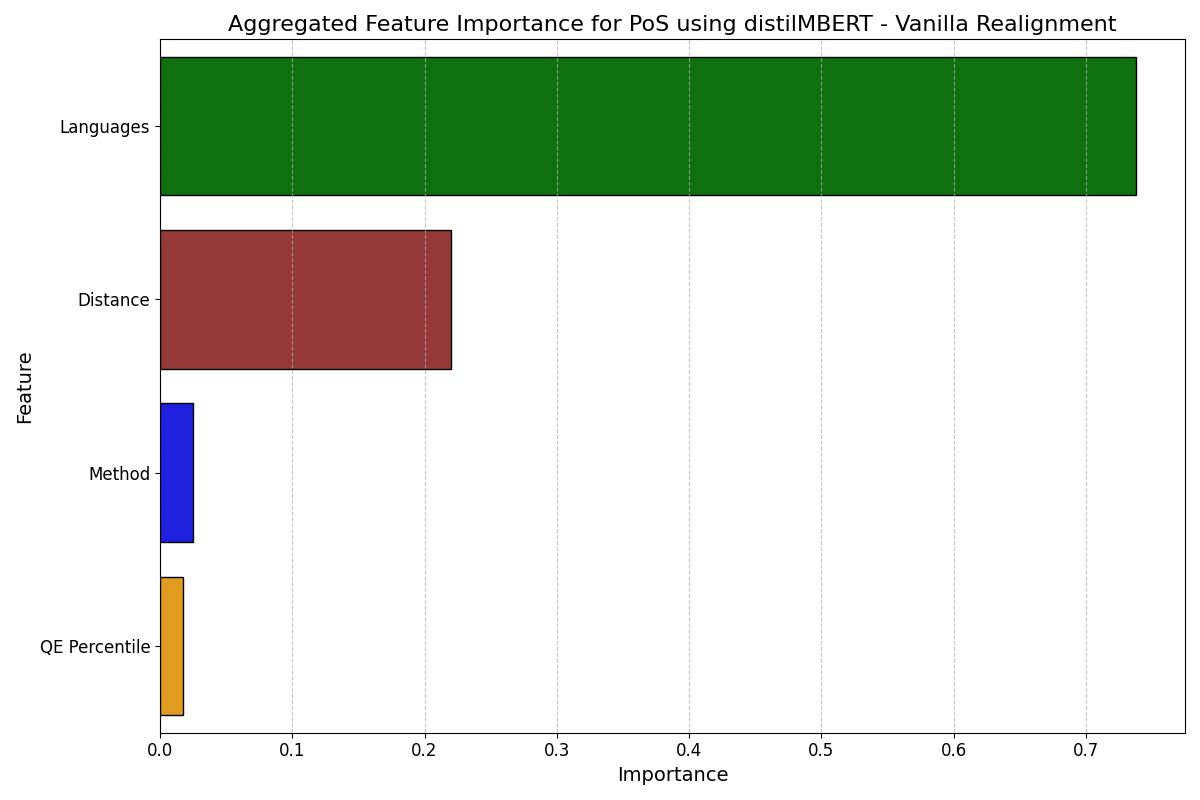 Aggregated Feature Importance for PoS using distilMBERT - Vanilla Realignment
Languages
Distance
Method
QE Percentile
Feature
0.0 0.1 0.2 0.3 0.4 0.5 0.6 0.7
Importance